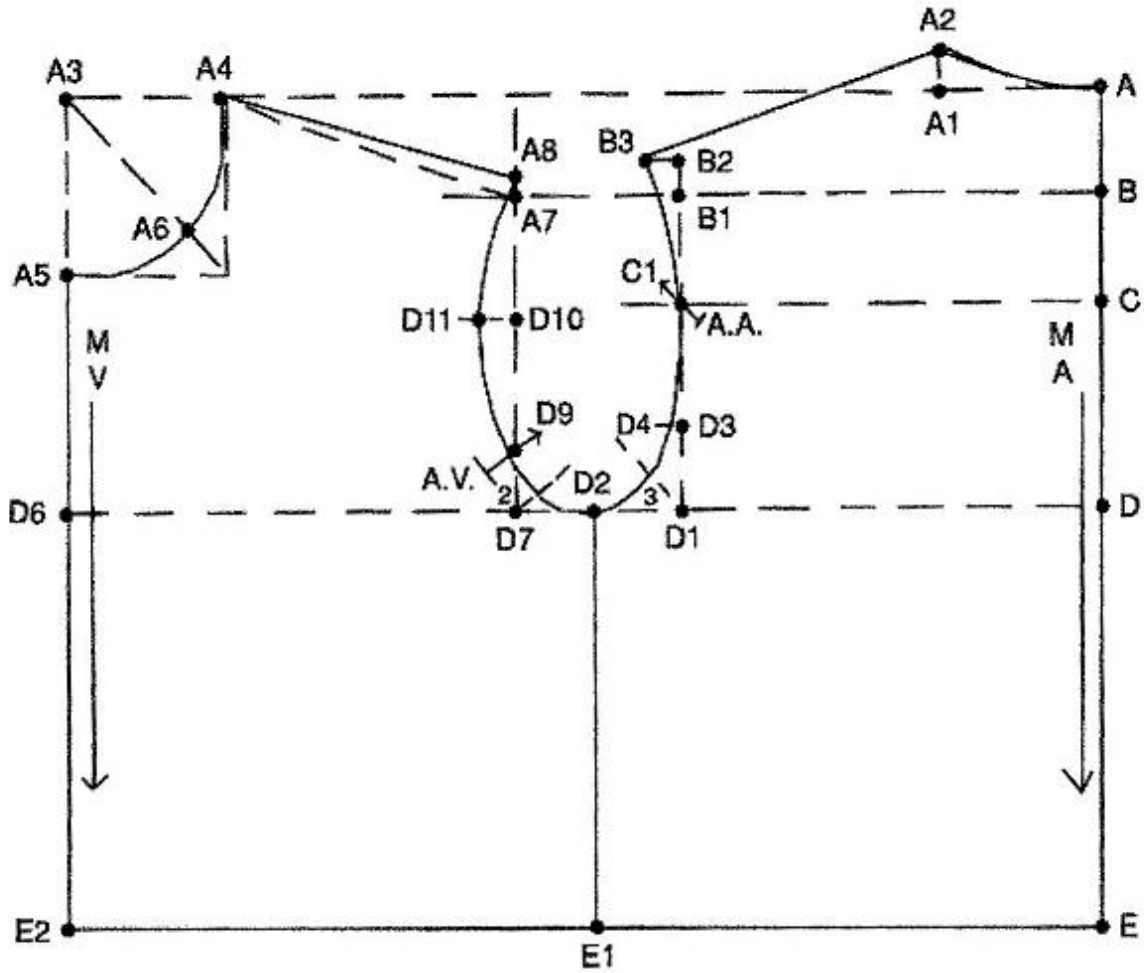 A2
A3 A4 A
A1
B3
A8 B2
A7 B1 B
A6
A5
C1 C
D11 D10 A.A.
M
V
M
A
D9 D4 D3
A.V. D2
2 3
D6 D7 D1 D
E2 E1 E